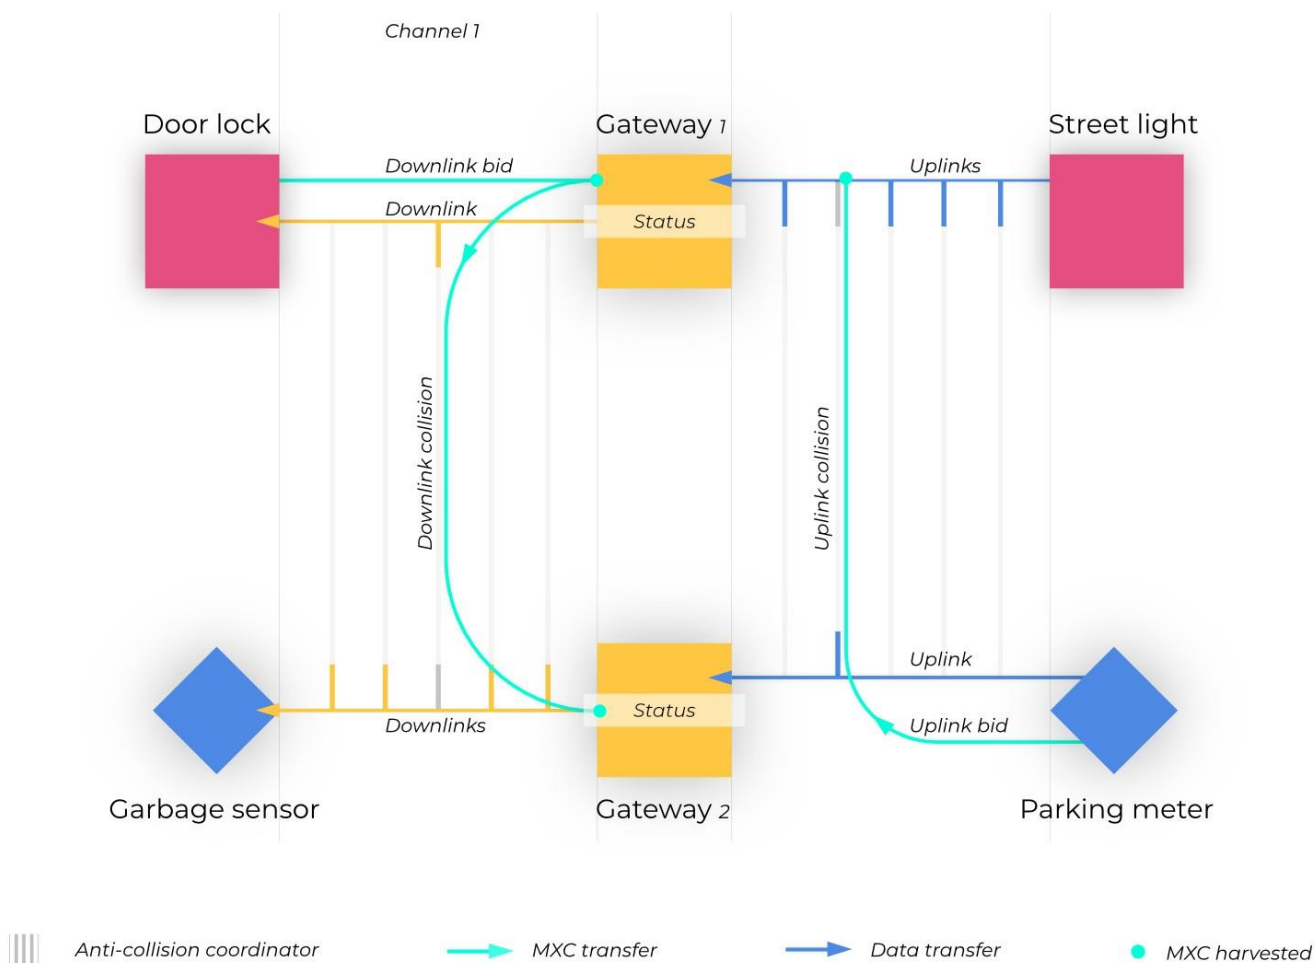 Channel 1
Door lock
Gateway 1
Street light
Downlink bid
Uplinks
Downlink
Status
Downlink collision
Uplink collision
Uplink
Status
Downlinks
Uplink bid
Garbage sensor
Gateway 2
Parking meter
Anti-collision coordinator
MXC transfer
Data transfer
MXC harvested